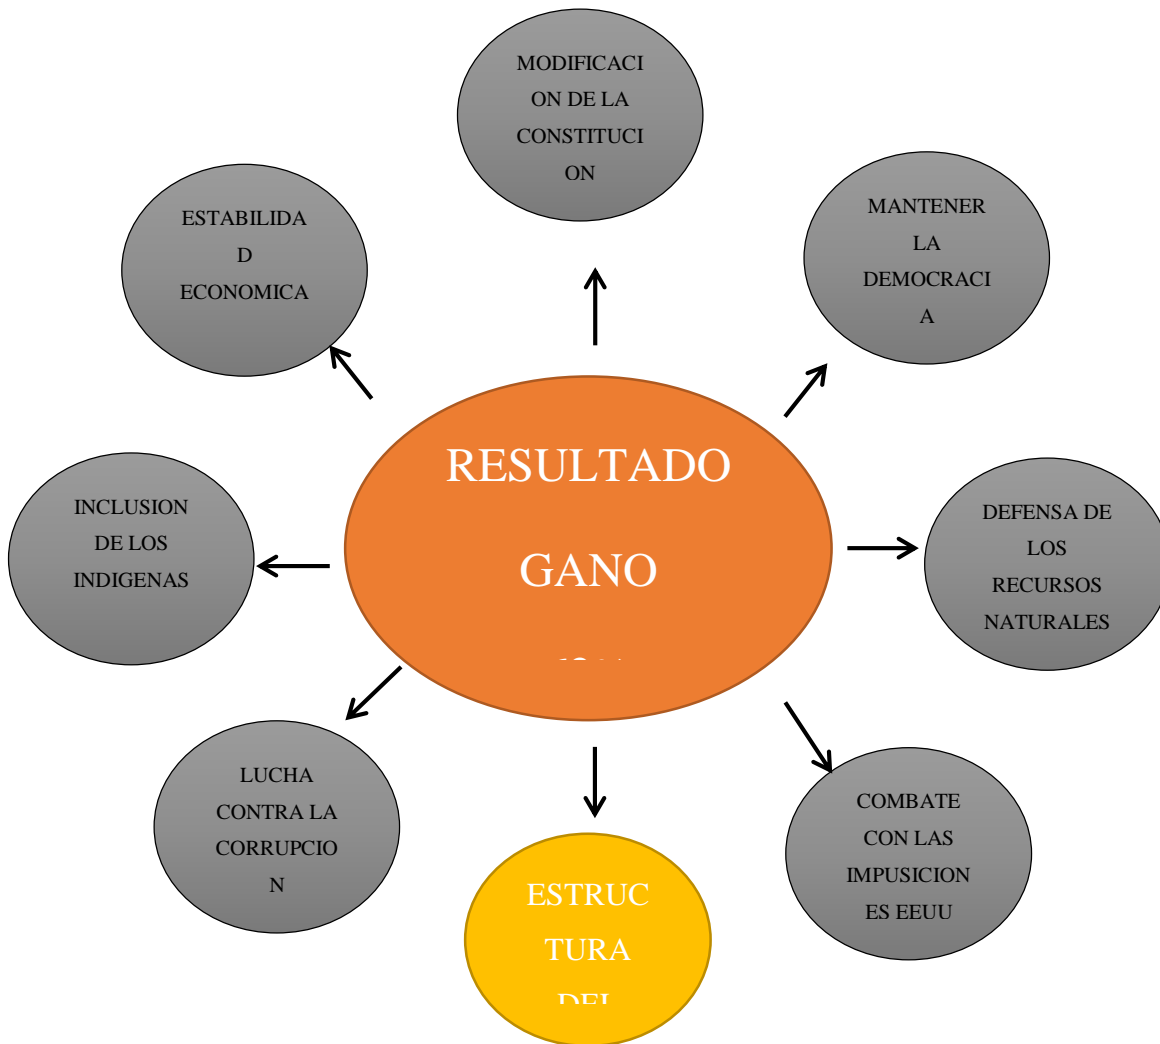 MODIFICACI
ON DE LA
CONSTITUCI
ON
MANTENER
LA
DEMOCRACI
A
ESTABILIDA
D
ECONOMICA
RESULTADO
GANO
INCLUSION
DE LOS
INDIGENAS
DEFENSA DE
LOS
RECURSOS
NATURALES
LUCHA
CONTRA LA
CORRUPCIO
N
COMBATE
CON LAS
IMPUSICION
ES EEUU
ESTRUC
TURA
DEL